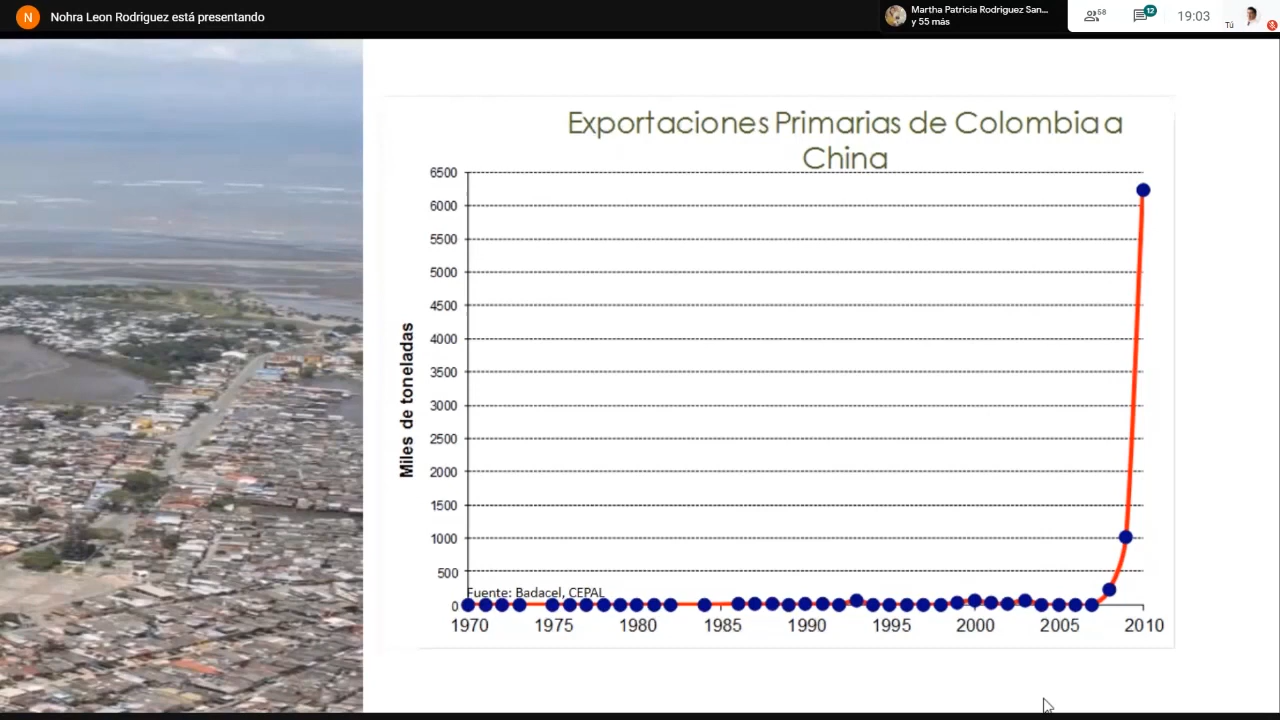 N Nohra Leon Rodriguez está presentando
Martha Patricia Rodriguez San...
y 55 más
58
12
19:03
Tú
Exportaciones Primarias de Colombia a
China
Miles de toneladas
6500
6000
5500
5000
4500
4000
3500
3000
2500
2000
1500
1000
500
0
Fuente: Badacel, CEPAL
1970 1975 1980 1985 1990 1995 2000 2005 2010